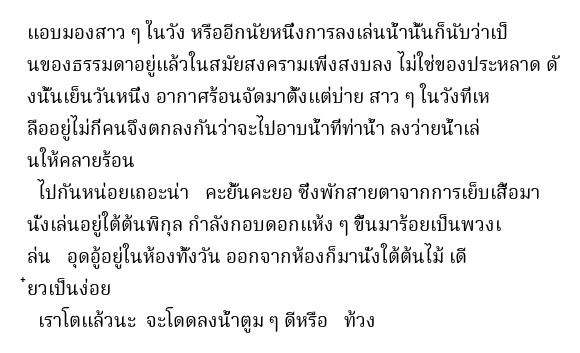 แอบมองสาว ๆ ในวัง หรืออีกนัยหนึ่งการลงเล่นน้ำนั้นก็นับว่าเป็
นของธรรมดาอยู่แล้วในสมัยสงครามเพิ่งสงบลง ไม่ใช่ของประหลาด ดั
งนั้นเย็นวันหนึ่ง อากาศร้อนจัดมาตั้งแต่บ่าย สาว ๆ ในวังที่เห
ลืออยู่ไม่กี่คนจึงตกลงกันว่าจะไปอาบน้ำที่ท่าน้ำ ลงว่ายน้ำเล่
นให้คลายร้อน
ไปกันหน่อยเถอะน่า คะยั้นคะยอ ซึ่งพักสายตาจากการเย็บเสื้อมา
นั่งเล่นอยู่ใต้ต้นพิกุล กำลังกอบดอกแห้ง ๆ ขึ้นมาร้อยเป็นพวงเ
ล่น อุดอู้อยู่ในห้องทั้งวัน ออกจากห้องก็มานั่งใต้ต้นไม้ เดี
๋ยวเป็นง่อย
เราโตแล้วนะ จะโดดลงน้ำตูม ๆ ดีหรือ ท้วง